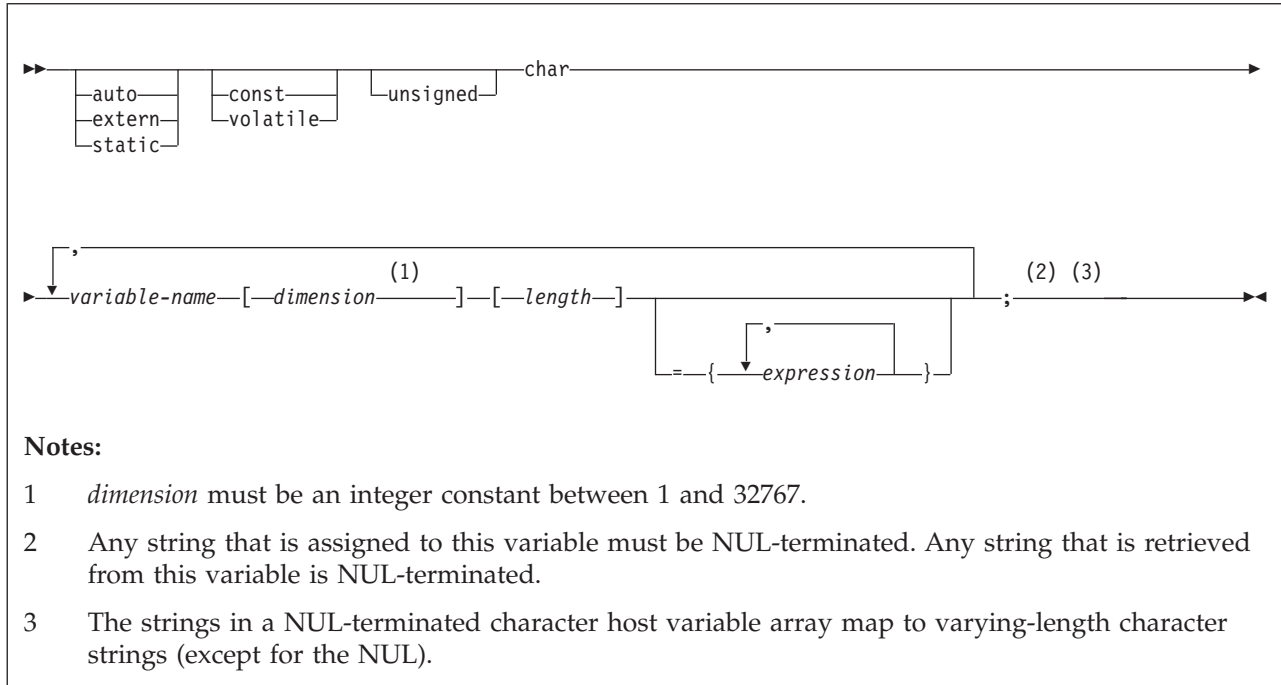 char
auto const unsigned
extern volatile
static
,
(1) (2) (3)
variable-name [ dimension ] [ length ] ;
,
= { expression }
Notes:
1 dimension must be an integer constant between 1 and 32767.
2 Any string that is assigned to this variable must be NUL-terminated. Any string that is retrieved
from this variable is NUL-terminated.
3 The strings in a NUL-terminated character host variable array map to varying-length character
strings (except for the NUL).